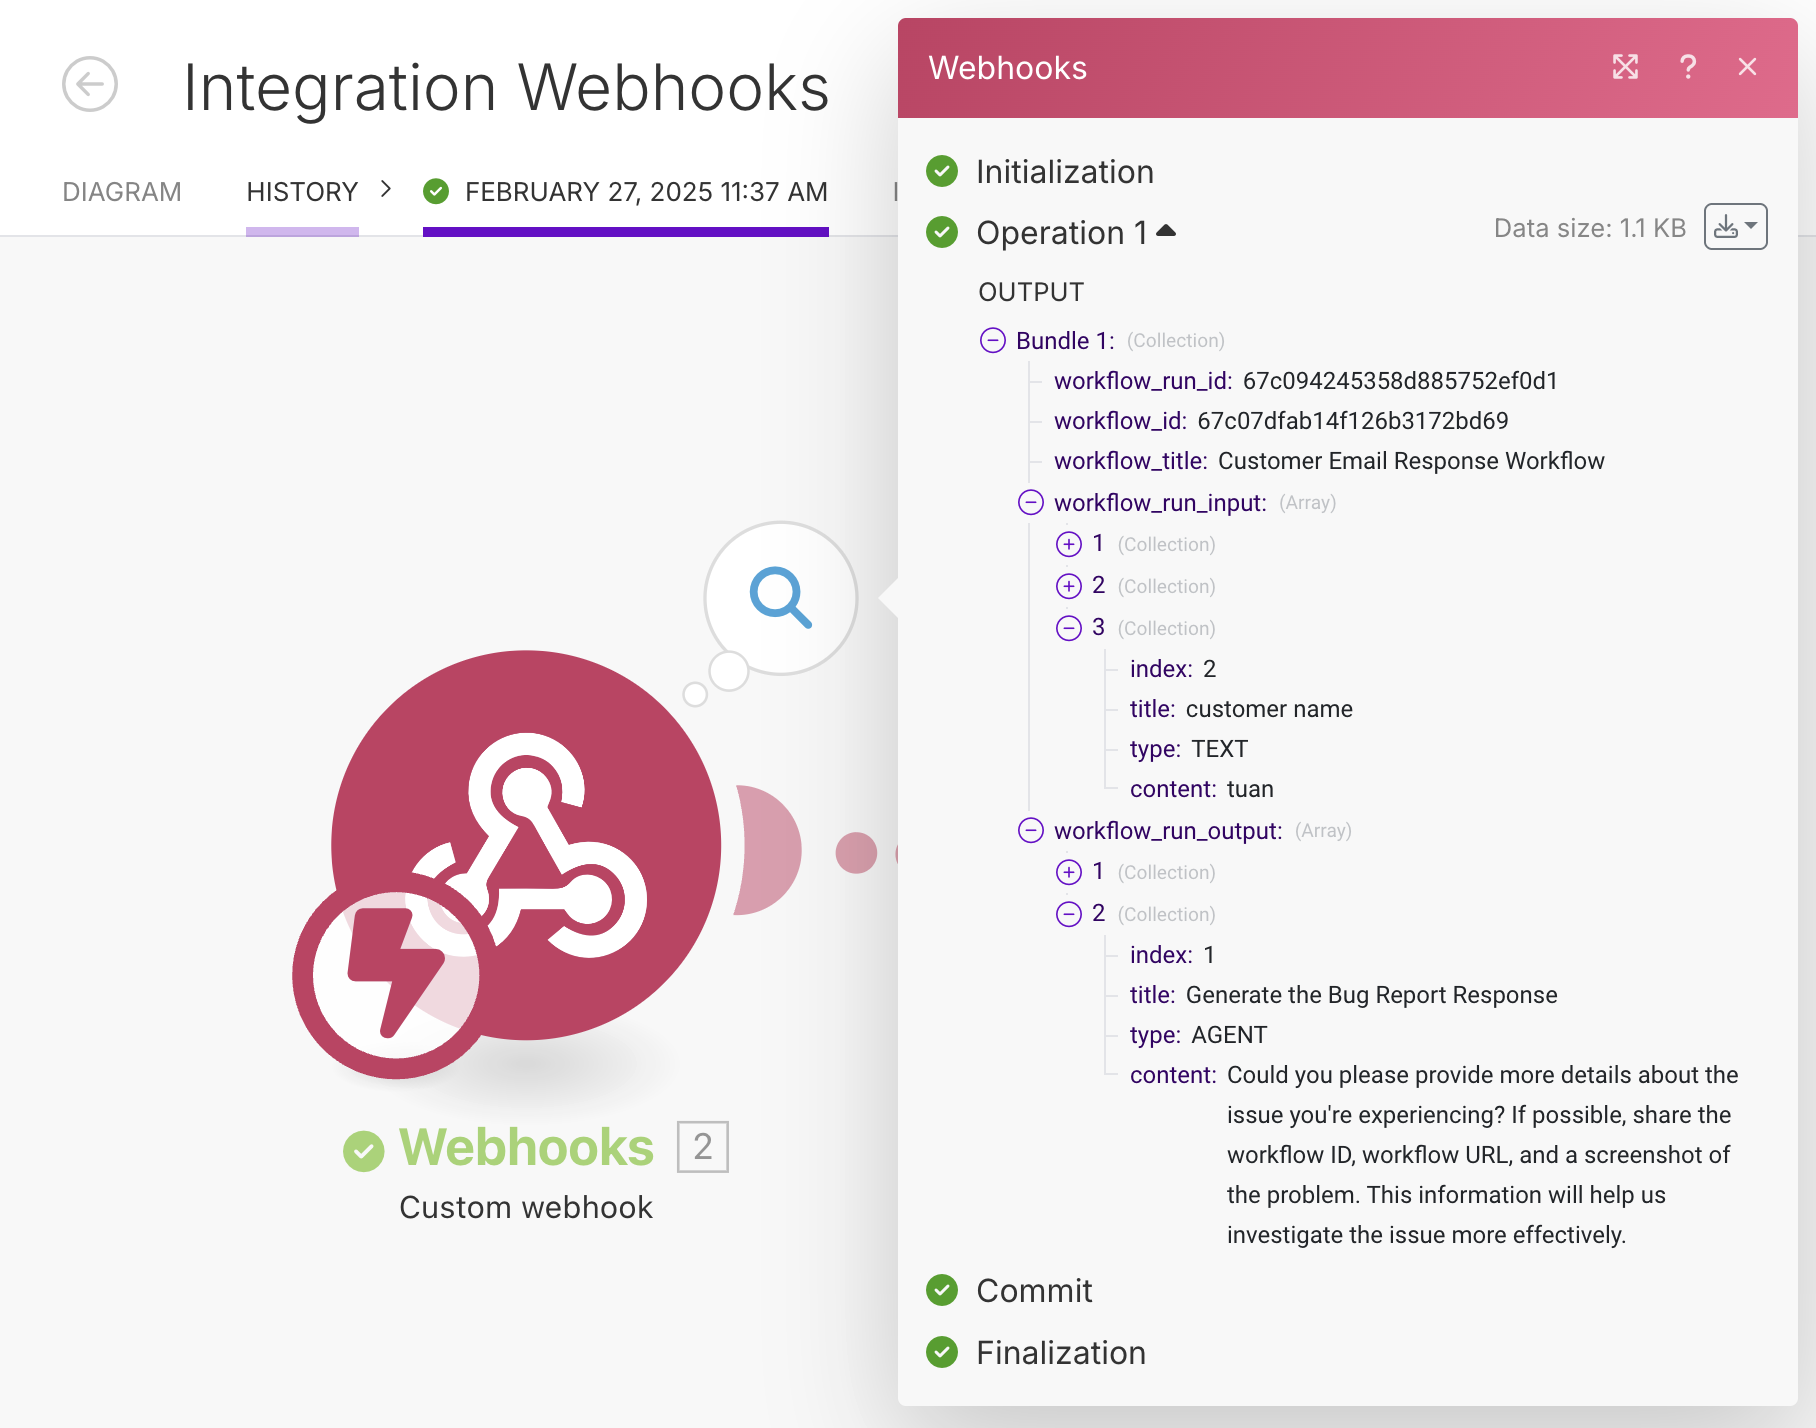 Integration Webhooks
DIAGRAM
HISTORY
FEBRUARY 27, 2025 11:37 AM
Webhooks
2
Custom webhook
Webhooks
?
Initialization
Operation 1
Data size: 1.1 KB
OUTPUT
Bundle 1: (Collection)
workflow_run_id: 67c094245358d885752ef0d1
workflow_id: 67c07dfab14f126b3172bd69
workflow_title: Customer Email Response Workflow
workflow_run_input: (Array)
1 (Collection)
2 (Collection)
3 (Collection)
index: 2
title: customer name
type: TEXT
content: tuan
workflow_run_output: (Array)
1 (Collection)
2 (Collection)
index: 1
title: Generate the Bug Report Response
type: AGENT
content: Could you please provide more details about the
issue you're experiencing? If possible, share the
workflow ID, workflow URL, and a screenshot of
the problem. This information will help us
investigate the issue more effectively.
Commit
Finalization